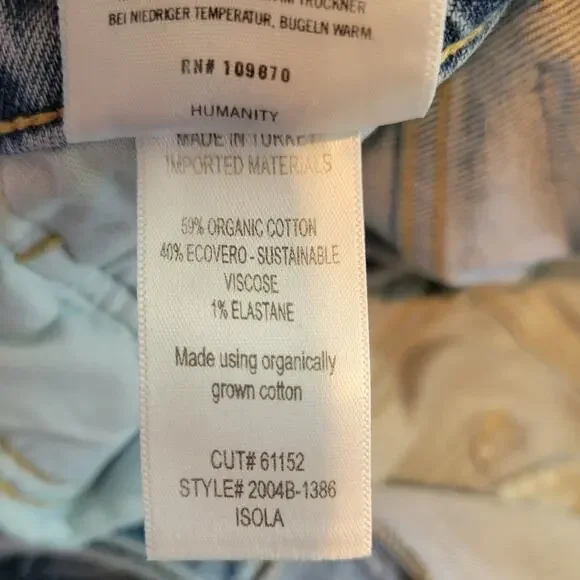 TRUCKNER
BEI NIEDRIGER TEMPERATUR, BUGELN WARM.
RN# 109870
HUMANITY
MADE IN TURKEY
IMPORTED MATERIALS
59% ORGANIC COTTON
40% ECOVERO - SUSTAINABLE
VISCOSE
1% ELASTANE
Made using organically
grown cotton
CUT# 61152
STYLE# 2004B-1386
ISOLA